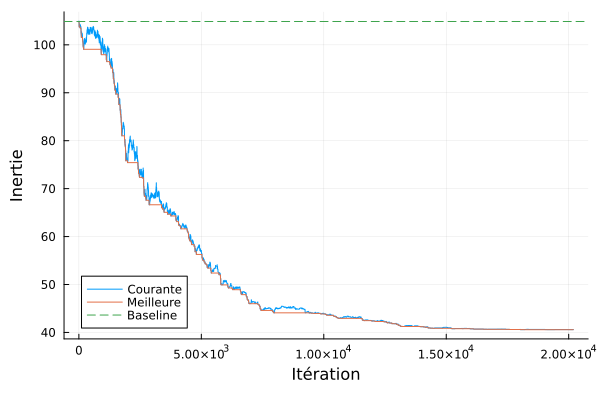 100
90
80
70
60
50
40
Inertie
Courante
Meilleure
Baseline
0
5.00×10³
1.00×10⁴
1.50×10⁴
2.00×10⁴
Itération